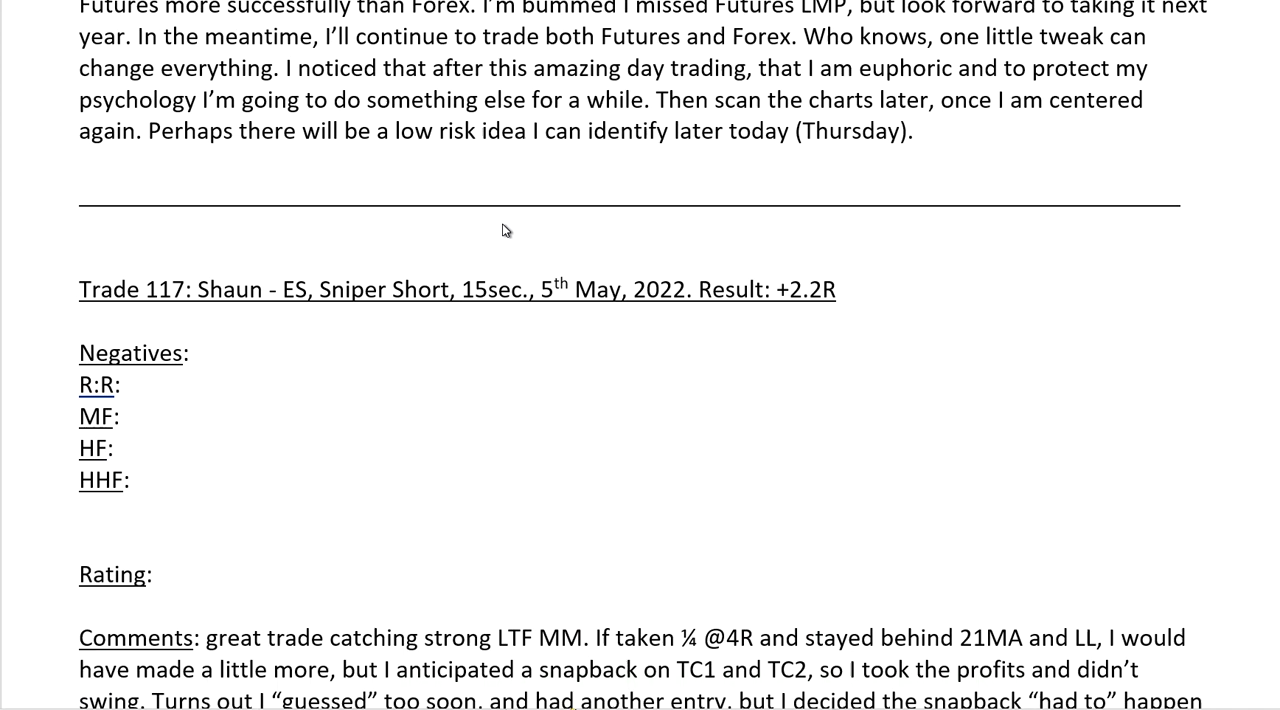 Futures more successfully than Forex. I'm bummed I missed Futures LMP, but look forward to taking it next
year. In the meantime, I'll continue to trade both Futures and Forex. Who knows, one little tweak can
change everything. I noticed that after this amazing day trading, that I am euphoric and to protect my
psychology I'm going to do something else for a while. Then scan the charts later, once I am centered
again. Perhaps there will be a low risk idea I can identify later today (Thursday).
Trade 117: Shaun - ES, Sniper Short, 15sec., 5th May, 2022. Result: +2.2R
Negatives:
R:R:
MF:
HF:
HHF:
Rating:
Comments: great trade catching strong LTF MM. If taken ¼ @4R and stayed behind 21MA and LL, I would
have made a little more, but I anticipated a snapback on TC1 and TC2, so I took the profits and didn't
swing. Turns out I “guessed” too soon, and had another entry, but I decided the snapback “had to” happen